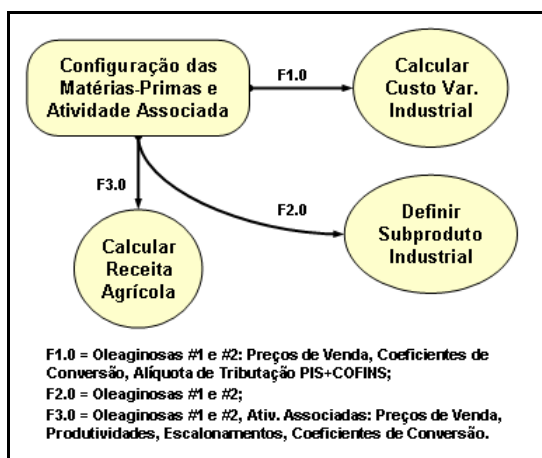 Configuração das
Matérias-Primas e
Atividade Associada
F1.0
Calcular
Custo Var.
Industrial
F3.0
F2.0
Definir
Subproduto
Industrial
Calcular
Receita
Agrícola
F1.0 = Oleaginosas #1 e #2: Preços de Venda, Coeficientes de
Conversão, Alíquota de Tributação PIS+COFINS;
F2.0 = Oleaginosas #1 e #2;
F3.0 = Oleaginosas #1 e #2, Ativ. Associadas: Preços de Venda,
Produtividades, Escalonamentos, Coeficientes de Conversão.